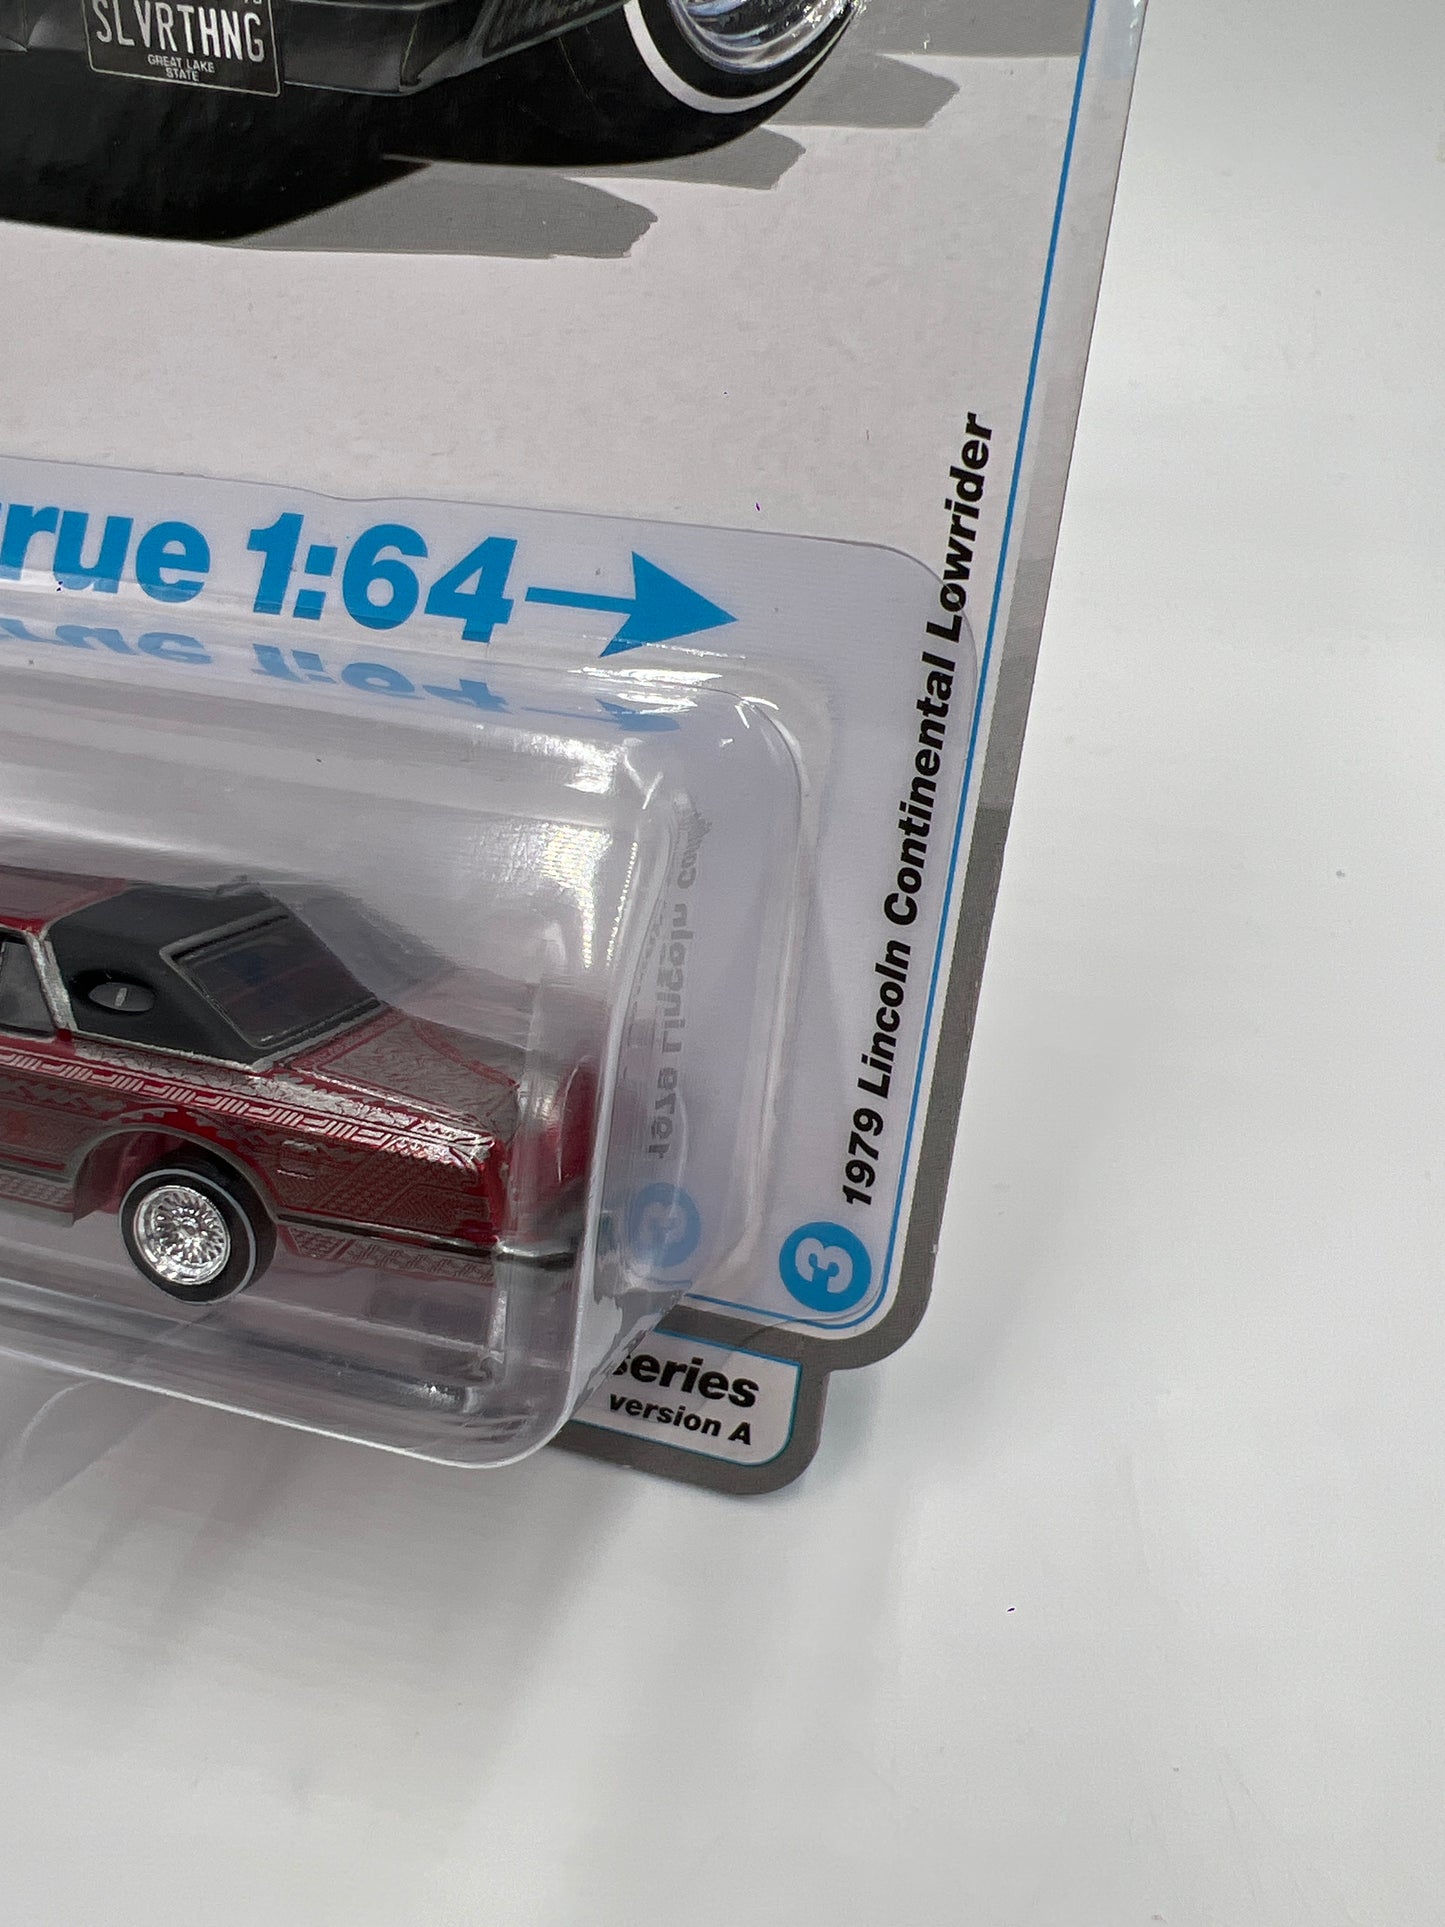 SLVRTHNG
GREAT LAKE
STATE
rue 1:64
1979 Lincoln Continental Lowrider
3
series
version A